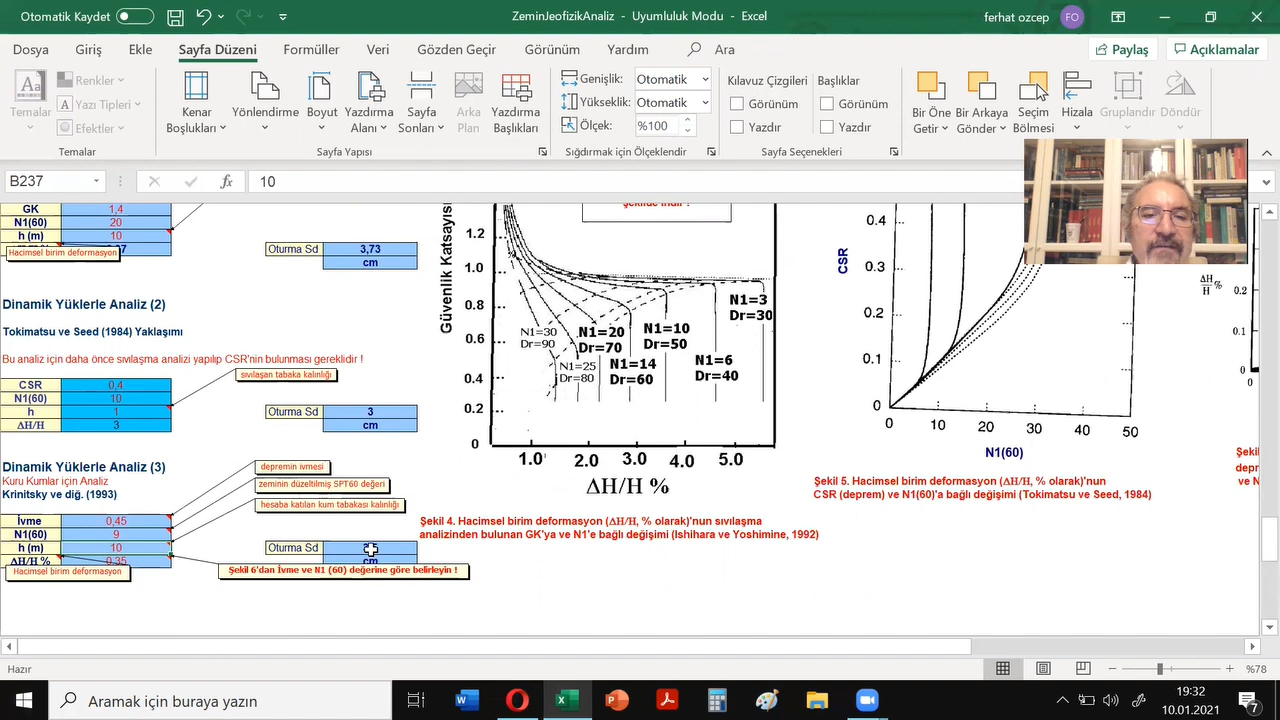 Otomatik Kaydet
ZeminJeofizikAnaliz - Uyumluluk Modu - Excel
ferhat ozcep
FO
Dosya Giriş Ekle Sayfa Düzeni Formüller Veri Gözden Geçir Görünüm Yardım Ara
Paylaş Açıklamalar
Temalar
Renkler
Yazı Tipleri
Efektler
Temalar
Kenar Boşlukları
Yönlendirme
Boyut
Yazdırma Alanı
Sayfa Sonları
Arka Plan
Yazdırma Başlıkları
Sayfa Yapısı
Genişlik: Otomatik
Yükseklik: Otomatik
Ölçek: %100
Sığdırmak için Ölçeklendir
Kılavuz Çizgileri
Görünüm
Yazdır
Başlıklar
Görünüm
Yazdır
Sayfa Seçenekleri
Bir Öne Getir
Bir Arkaya Gönder
Seçim Bölmesi
Hizala
Gruplandır
Döndür
B237
fx
10
GK 1,4
N1(60) 20
h (m) 10
Hacimsel birim deformasyon
Oturma Sd 3,73
cm
Dinamik Yüklerle Analiz (2)
Tokimatsu ve Seed (1984) Yaklaşımı
Bu analiz için daha önce sıvılaşma analizi yapılıp CSR'nin bulunması gereklidir !
sıvılaşan tabaka kalınlığı
CSR 0,4
N1(60) 10
h 1
ΔH/H 3
Oturma Sd 3
cm
Dinamik Yüklerle Analiz (3)
Kuru Kumlar için Analiz
Krinitsky ve diğ. (1993)
depremin ivmesi
zeminin düzeltilmiş SPT60 değeri
hesaba katılan kum tabakası kalınlığı
İvme 0,45
N1(60) 9
h (m) 10
ΔH/H % 0,35
Hacimsel birim deformasyon
Oturma Sd
cm
Şekil 6'dan İvme ve N1 (60) değerine göre belirleyin !
Güvenlik Katsayısı
1.2
1.0
0.8
0.6
0.4
0.2
0
1.0 2.0 3.0 4.0 5.0
ΔH/H %
N1=30
Dr=90
N1=25
Dr=80
N1=20
Dr=70
N1=14
Dr=60
N1=10
Dr=50
N1=6
Dr=40
N1=3
Dr=30
Şekil 4. Hacimsel birim deformasyon (ΔH/H, % olarak)'nun sıvılaşma
analizinden bulunan GK'ya ve N1'e bağlı değişimi (Ishihara ve Yoshimine, 1992)
CSR
0.4
0.3
0.2
0.1
0
0 10 20 30 40 50
N1(60)
Şekil 5. Hacimsel birim deformasyon (ΔH/H, % olarak)'nun
CSR (deprem) ve N1(60)'a bağlı değişimi (Tokimatsu ve Seed, 1984)
ΔH/H %
0.2
0.1
0
Hazır
%78
Aramak için buraya yazın
19:32
10.01.2021
7